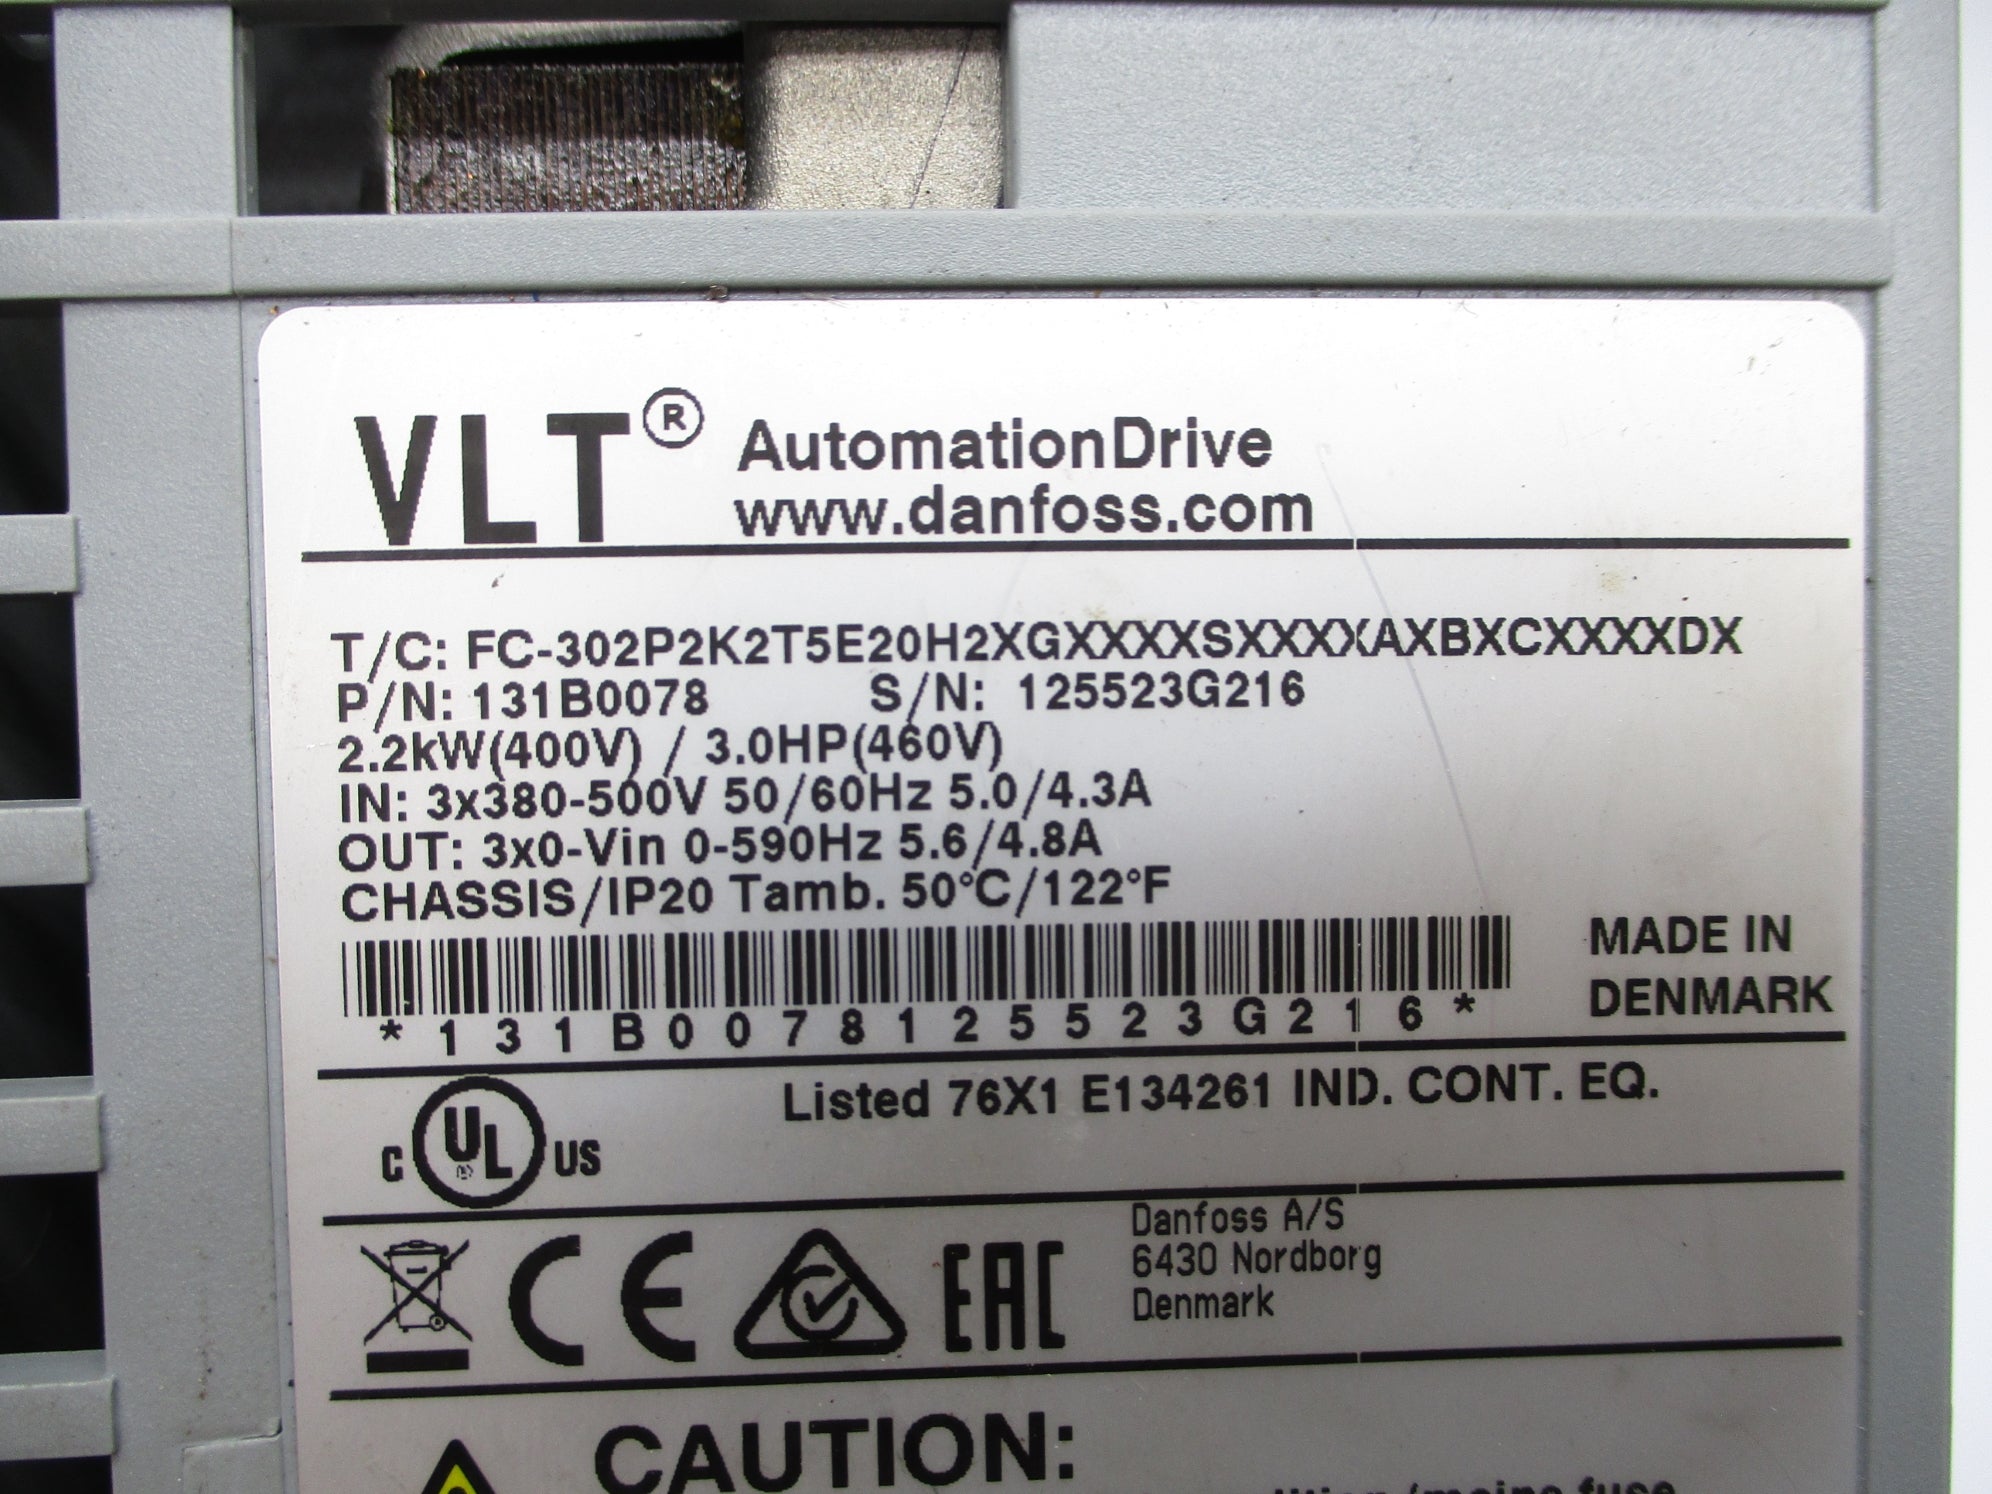 VLT® AutomationDrive
www.danfoss.com
T/C: FC-302P2K2T5E20H2XGXXXXSXXXXAXBXCXXXXDX
P/N: 131B0078 S/N: 125523G216
2.2kW(400V) / 3.0HP(460V)
IN: 3x380-500V 50/60Hz 5.0/4.3A
OUT: 3x0-Vin 0-590Hz 5.6/4.8A
CHASSIS/IP20 Tamb. 50°C/122°F
*131B0078125523G216*
MADE IN
DENMARK
Listed 76X1 E134261 IND. CONT. EQ.
C UL US
CE EAC
Danfoss A/S
6430 Nordborg
Denmark
CAUTION:
(mains fuse